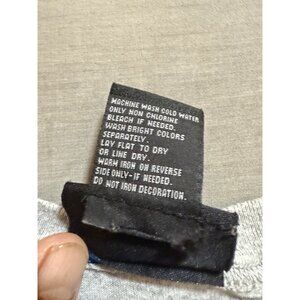 MACHINE WASH COLD WATER
ONLY NON CHLORINE
BLEACH IF NEEDED.
WASH BRIGHT COLORS
SEPARATELY.
LAY FLAT TO DRY
OR LINE DRY.
WARM IRON ON REVERSE
SIDE ONLY-IF NEEDED.
DO NOT IRON DECORATION.